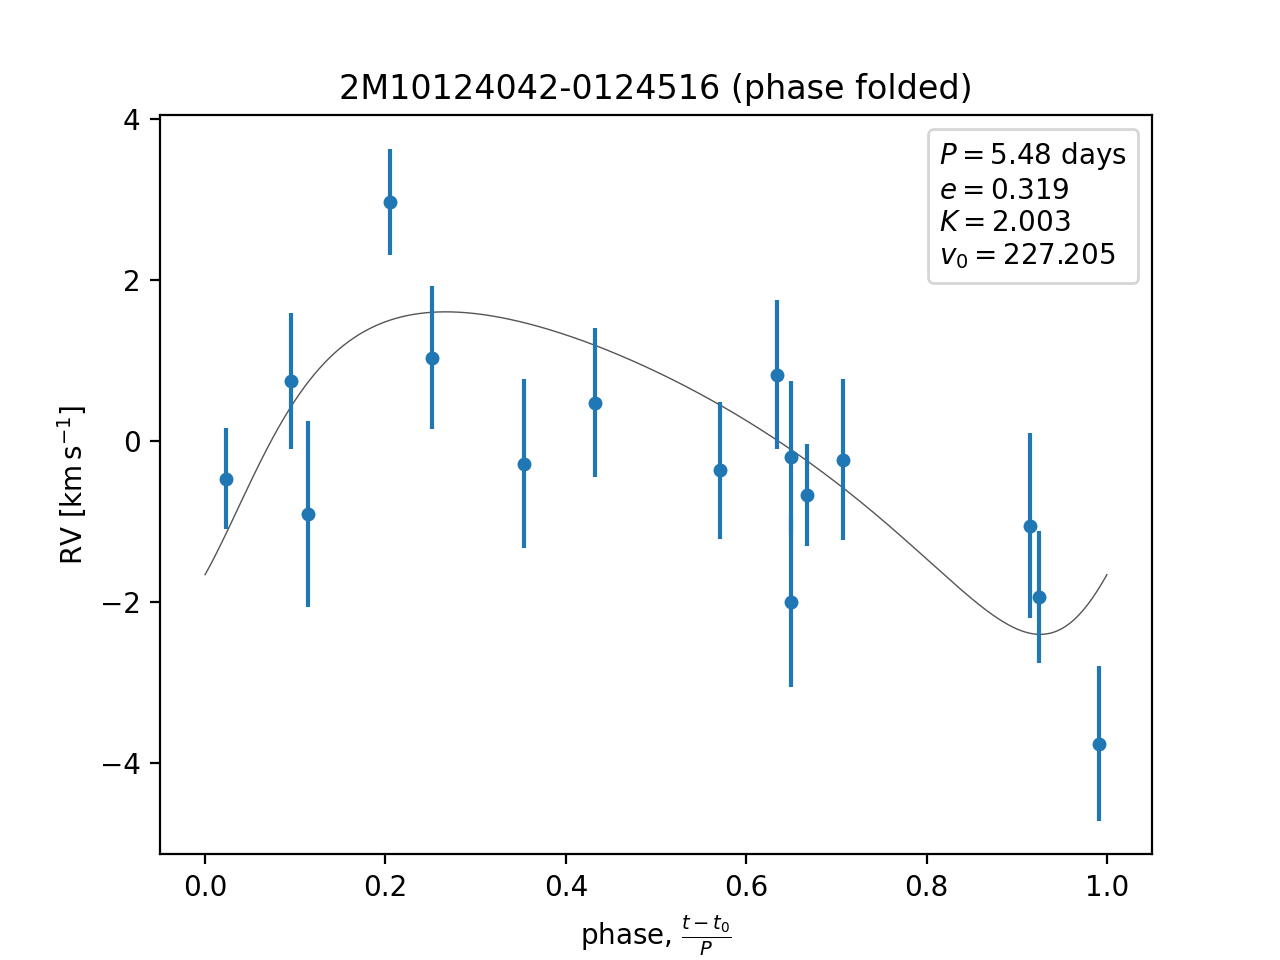 2M10124042-0124516 (phase folded)
P = 5.48 days
e = 0.319
K = 2.003
v₀ = 227.205
4
2
0
−2
−4
RV [km s⁻¹]
0.0 0.2 0.4 0.6 0.8 1.0
phase, (t − t₀)/P